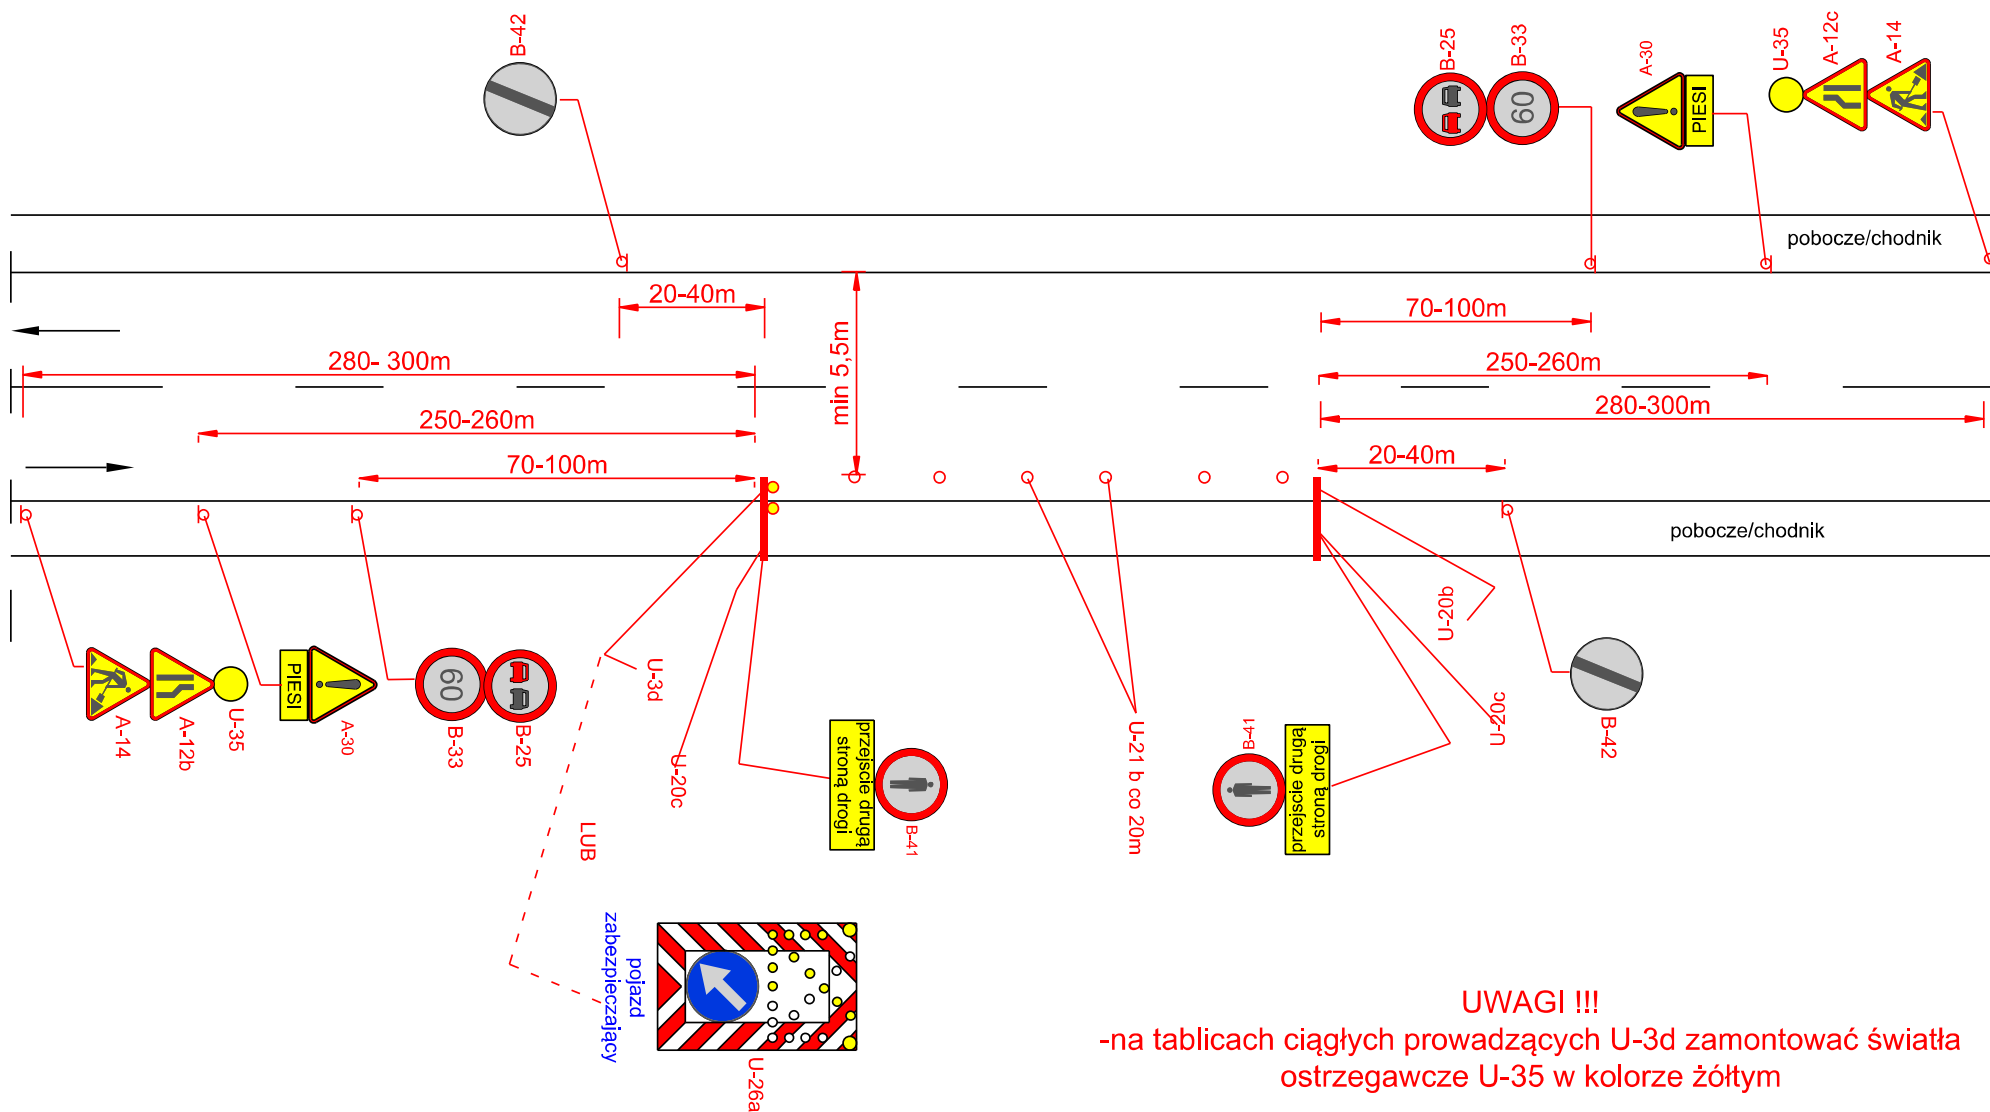 B-42
B-25
B-33
60
A-30
PIESI
U-35
A-12c
A-14
pobocze/chodnik
20-40m
70-100m
min 5,5m
280- 300m
250-260m
250-260m
280-300m
70-100m
20-40m
pobocze/chodnik
A-14
A-12b
U-35
PIESI
A-30
60
B-33
B-25
U-3d
U-20c
LUB
przejscie drugą
stroną drogi
B-41
U-21 b co 20m
B-41
przejscie drugą
stroną drogi
U-20b
U-20c
B-42
pojazd
zabezpieczający
U-26a
UWAGI !!!
-na tablicach ciągłych prowadzących U-3d zamontować światła
ostrzegawcze U-35 w kolorze żółtym